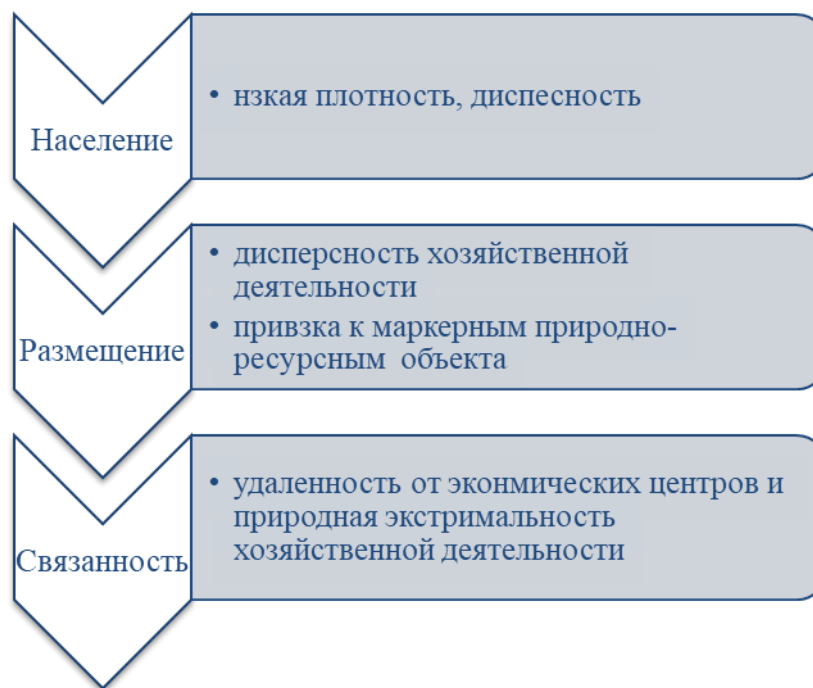 Население
• нзкая плотность, диспесность
Размещение
• дисперсность хозяйственной
деятельности
• привзка к маркерным природно-
ресурсным объекта
Связанность
• удаленность от эконмических центров и
природная экстримальность
хозяйственной деятельности